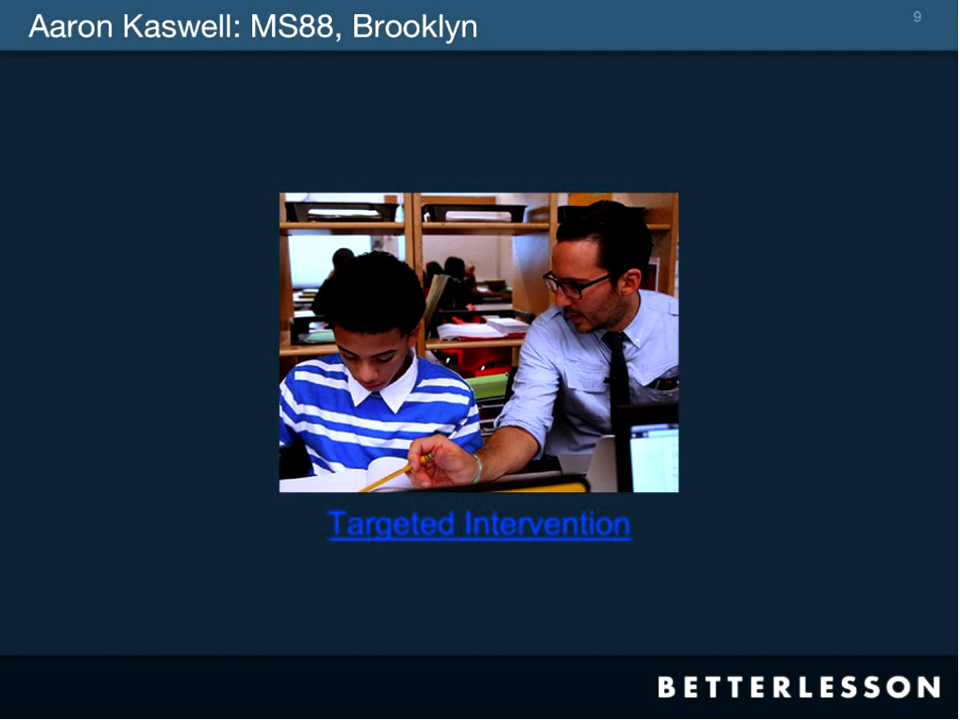 Aaron Kaswell: MS88, Brooklyn
9
Targeted Intervention
BETTERLESSON